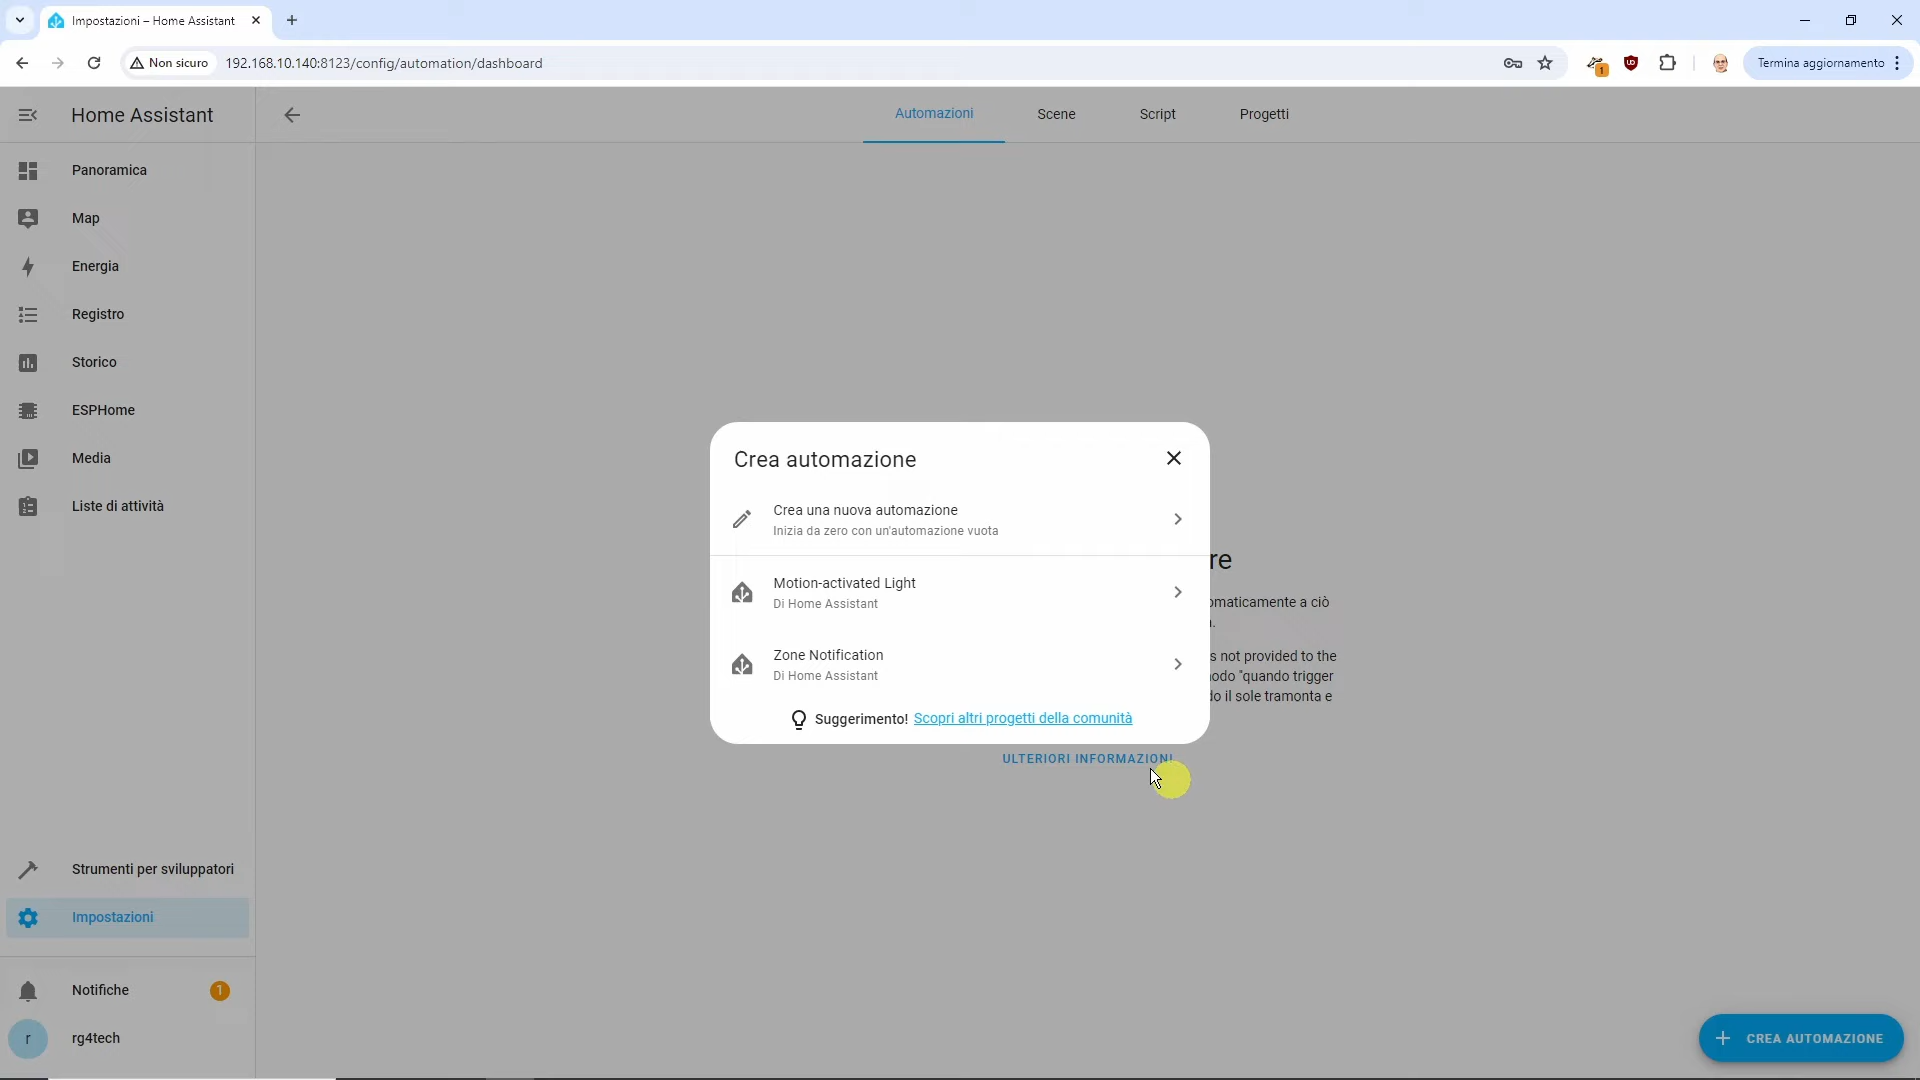 Impostazioni – Home Assistant
Non sicuro
192.168.10.140:8123/config/automation/dashboard
1
Termina aggiornamento
Home Assistant
Automazioni
Scene
Script
Progetti
Panoramica
Map
Energia
Registro
Storico
ESPHome
Media
Liste di attività
Crea automazione
Crea una nuova automazione
Inizia da zero con un'automazione vuota
Motion-activated Light
Di Home Assistant
Zone Notification
Di Home Assistant
Suggerimento! Scopri altri progetti della comunità
re
omaticamente a ciò
s not provided to the
odo "quando trigger
do il sole tramonta e
ULTERIORI INFORMAZIONI
Strumenti per sviluppatori
Impostazioni
Notifiche
1
r
rg4tech
CREA AUTOMAZIONE